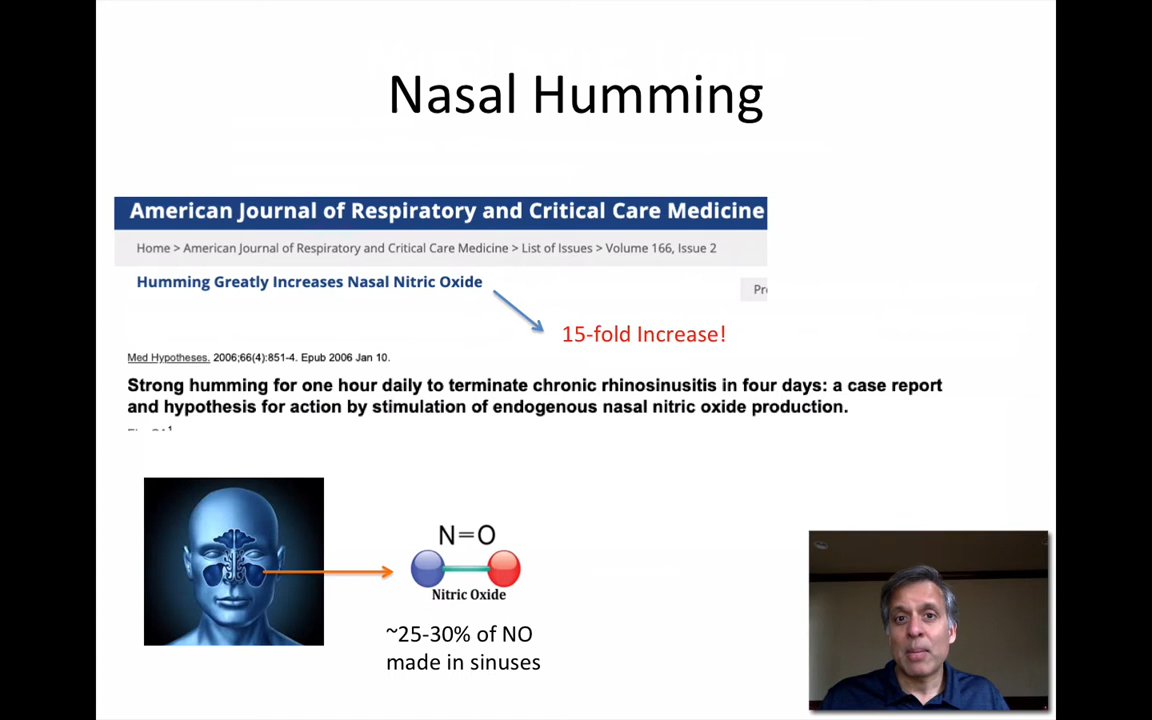 Nasal Humming
American Journal of Respiratory and Critical Care Medicine
Home > American Journal of Respiratory and Critical Care Medicine > List of Issues > Volume 166, Issue 2
Humming Greatly Increases Nasal Nitric Oxide
15-fold Increase!
Med Hypotheses. 2006;66(4):851-4. Epub 2006 Jan 10.
Strong humming for one hour daily to terminate chronic rhinosinusitis in four days: a case report
and hypothesis for action by stimulation of endogenous nasal nitric oxide production.
N=O
Nitric Oxide
~25-30% of NO
made in sinuses